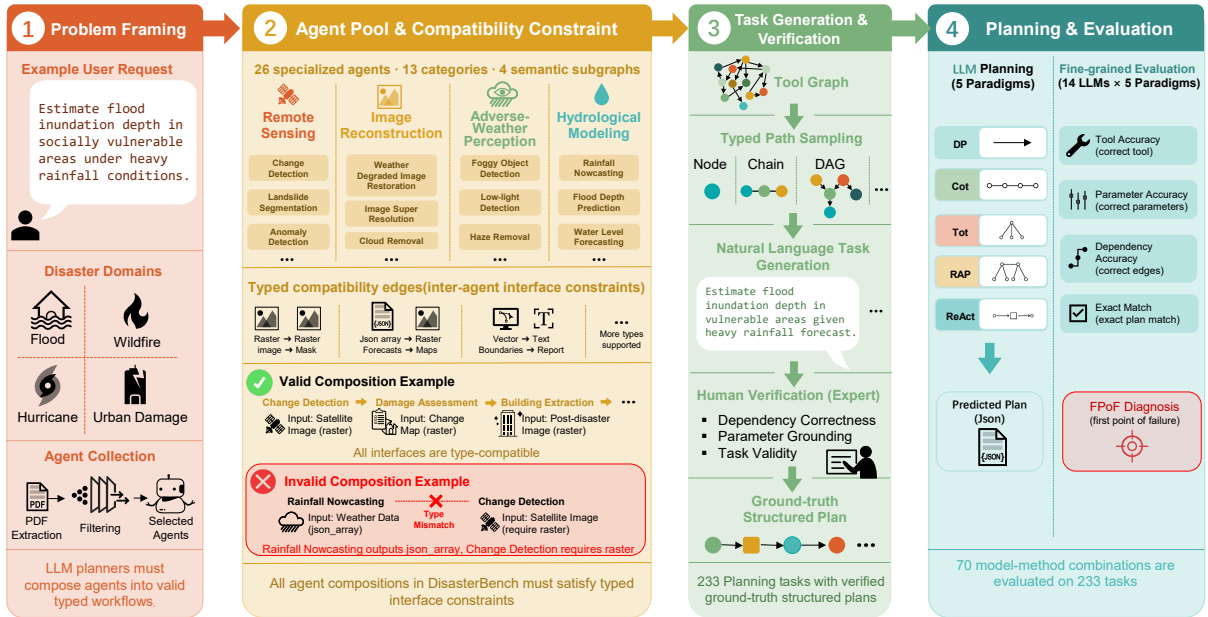 1 Problem Framing
Example User Request
Estimate flood
inundation depth in
socially vulnerable
areas under heavy
rainfall conditions.
Disaster Domains
Flood
Wildfire
Hurricane
Urban Damage
Agent Collection
PDF
PDF
Extraction
Filtering
Selected
Agents
LLM planners must
compose agents into valid
typed workflows.
2 Agent Pool & Compatibility Constraint
26 specialized agents · 13 categories · 4 semantic subgraphs
Remote
Sensing
Change
Detection
Landslide
Segmentation
Anomaly
Detection
•••
Image
Reconstruction
Weather
Degraded Image
Restoration
Image Super
Resolution
Cloud Removal
•••
Adverse-
Weather
Perception
Foggy Object
Detection
Low-light
Detection
Haze Removal
•••
Hydrological
Modeling
Rainfall
Nowcasting
Flood Depth
Prediction
Water Level
Forecasting
•••
Typed compatibility edges(inter-agent interface constraints)
Raster → Raster
image → Mask
{JSON}
Json array → Raster
Forecasts → Maps
T
Vector → Text
Boundaries → Report
•••
More types
supported
Valid Composition Example
Change Detection
Input: Satellite
Image (raster)
Damage Assessment
Input: Change
Map (raster)
Building Extraction
Input: Post-disaster
Image (raster)
•••
All interfaces are type-compatible
Invalid Composition Example
Rainfall Nowcasting
Input: Weather Data
(json_array)
Type
Mismatch
Change Detection
Input: Satellite Image
(require raster)
Rainfall Nowcasting outputs json_array, Change Detection requires raster
All agent compositions in DisasterBench must satisfy typed
interface constraints
3 Task Generation &
Verification
Tool Graph
Typed Path Sampling
Node
Chain
DAG
•••
Natural Language Task
Generation
Estimate flood
inundation depth in
vulnerable areas given
heavy rainfall forecast.
•••
Human Verification (Expert)
▪ Dependency Correctness
▪ Parameter Grounding
▪ Task Validity
Ground-truth
Structured Plan
•••
233 Planning tasks with verified
ground-truth structured plans
4 Planning & Evaluation
LLM Planning
(5 Paradigms)
DP
Cot
Tot
RAP
ReAct
Predicted Plan
(Json)
{JSON}
Fine-grained Evaluation
(14 LLMs × 5 Paradigms)
Tool Accuracy
(correct tool)
Parameter Accuracy
(correct parameters)
Dependency
Accuracy
(correct edges)
Exact Match
(exact plan match)
FPoF Diagnosis
(first point of failure)
70 model-method combinations are
evaluated on 233 tasks